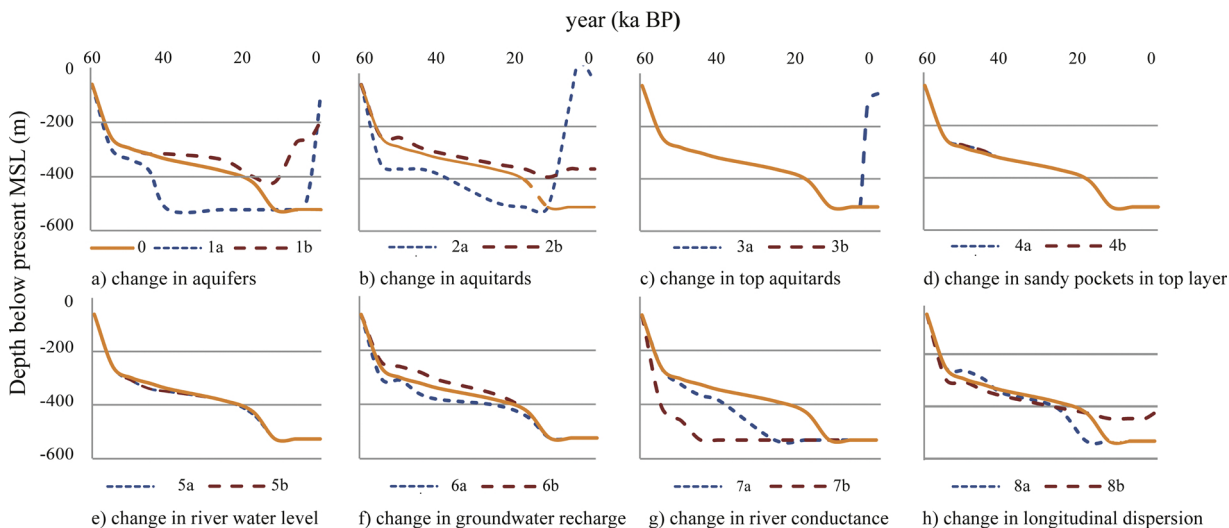 year (ka BP)
60 40 20 0 60 40 20 0 60 40 20 0 60 40 20 0
0
-200
-400
-600
Depth below present MSL (m)
0 1a 1b 2a 2b 3a 3b 4a 4b
a) change in aquifers b) change in aquitards c) change in top aquitards d) change in sandy pockets in top layer
0
-200
-400
-600
5a 5b 6a 6b 7a 7b 8a 8b
e) change in river water level f) change in groundwater recharge g) change in river conductance h) change in longitudinal dispersion